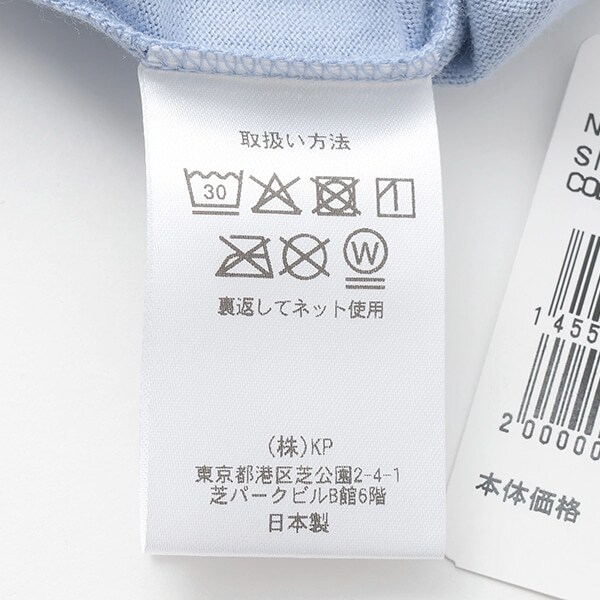 取扱い方法
30
W
裏返してネット使用
(株)KP
東京都港区芝公園2-4-1
芝パークビルB館6階
日本製
本体価格